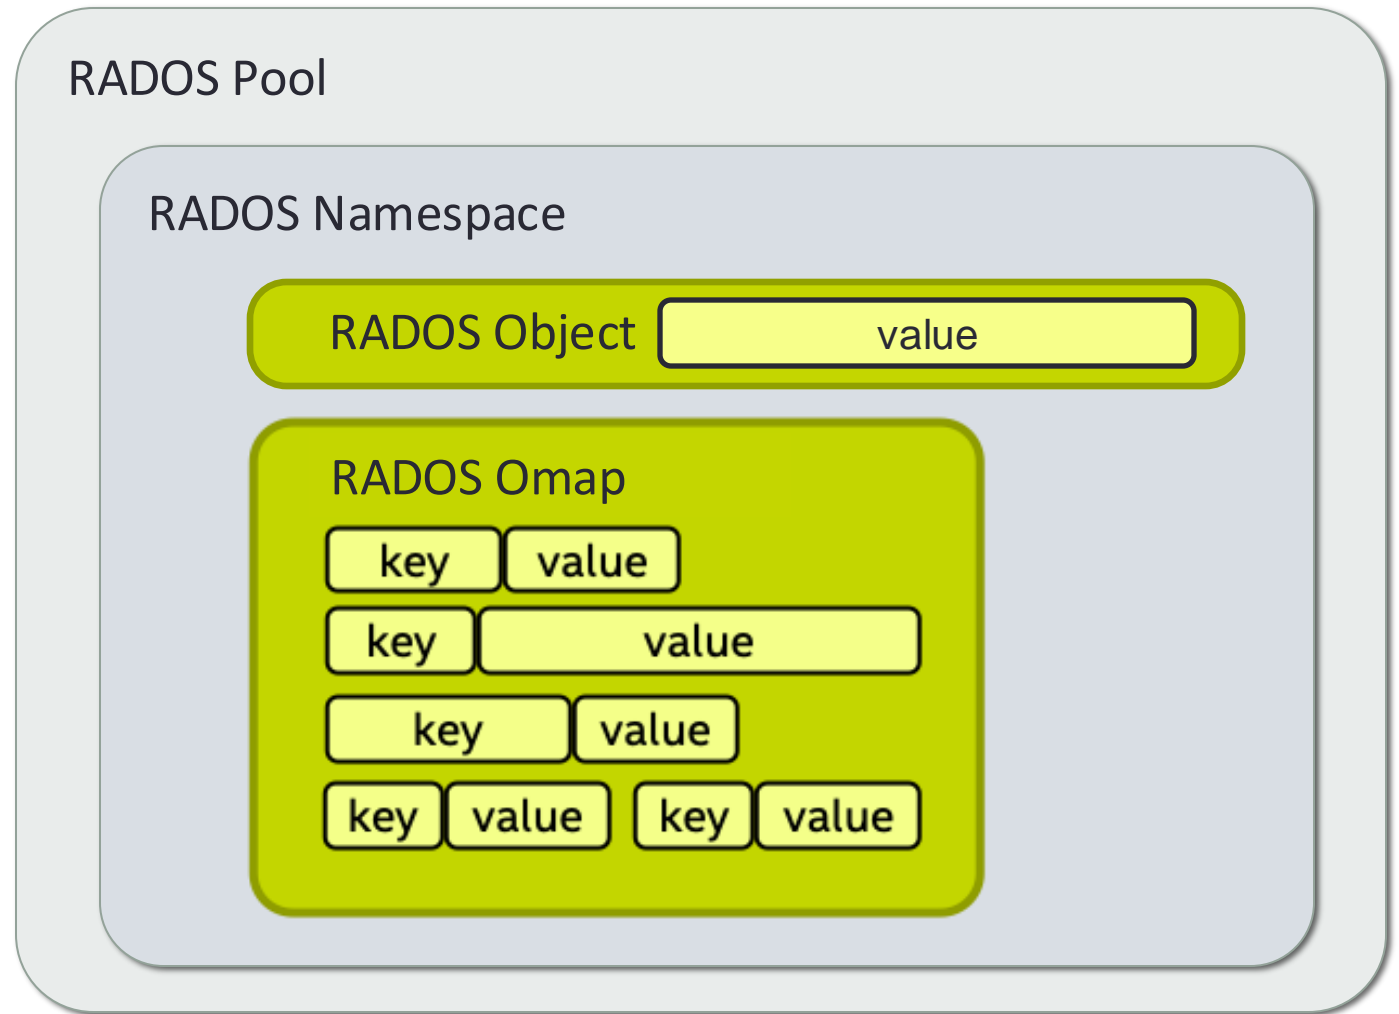 RADOS Pool
RADOS Namespace
RADOS Object value
RADOS Omap
key value
key value
key value
key value key value